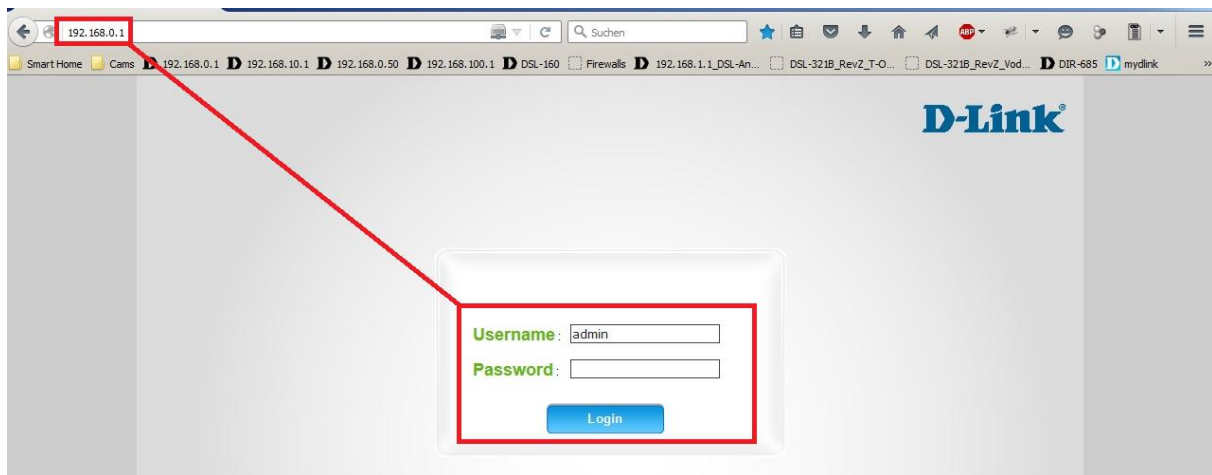 192.168.0.1 Suchen ABP
Smart Home Cams 192.168.0.1 192.168.10.1 192.168.0.50 192.168.100.1 DSL-160 Firewalls 192.168.1.1_DSL-An... DSL-321B_RevZ_T-O... DSL-321B_RevZ_Vod... DIR-685 mydlink »
D-Link®
Username : admin
Password :
Login